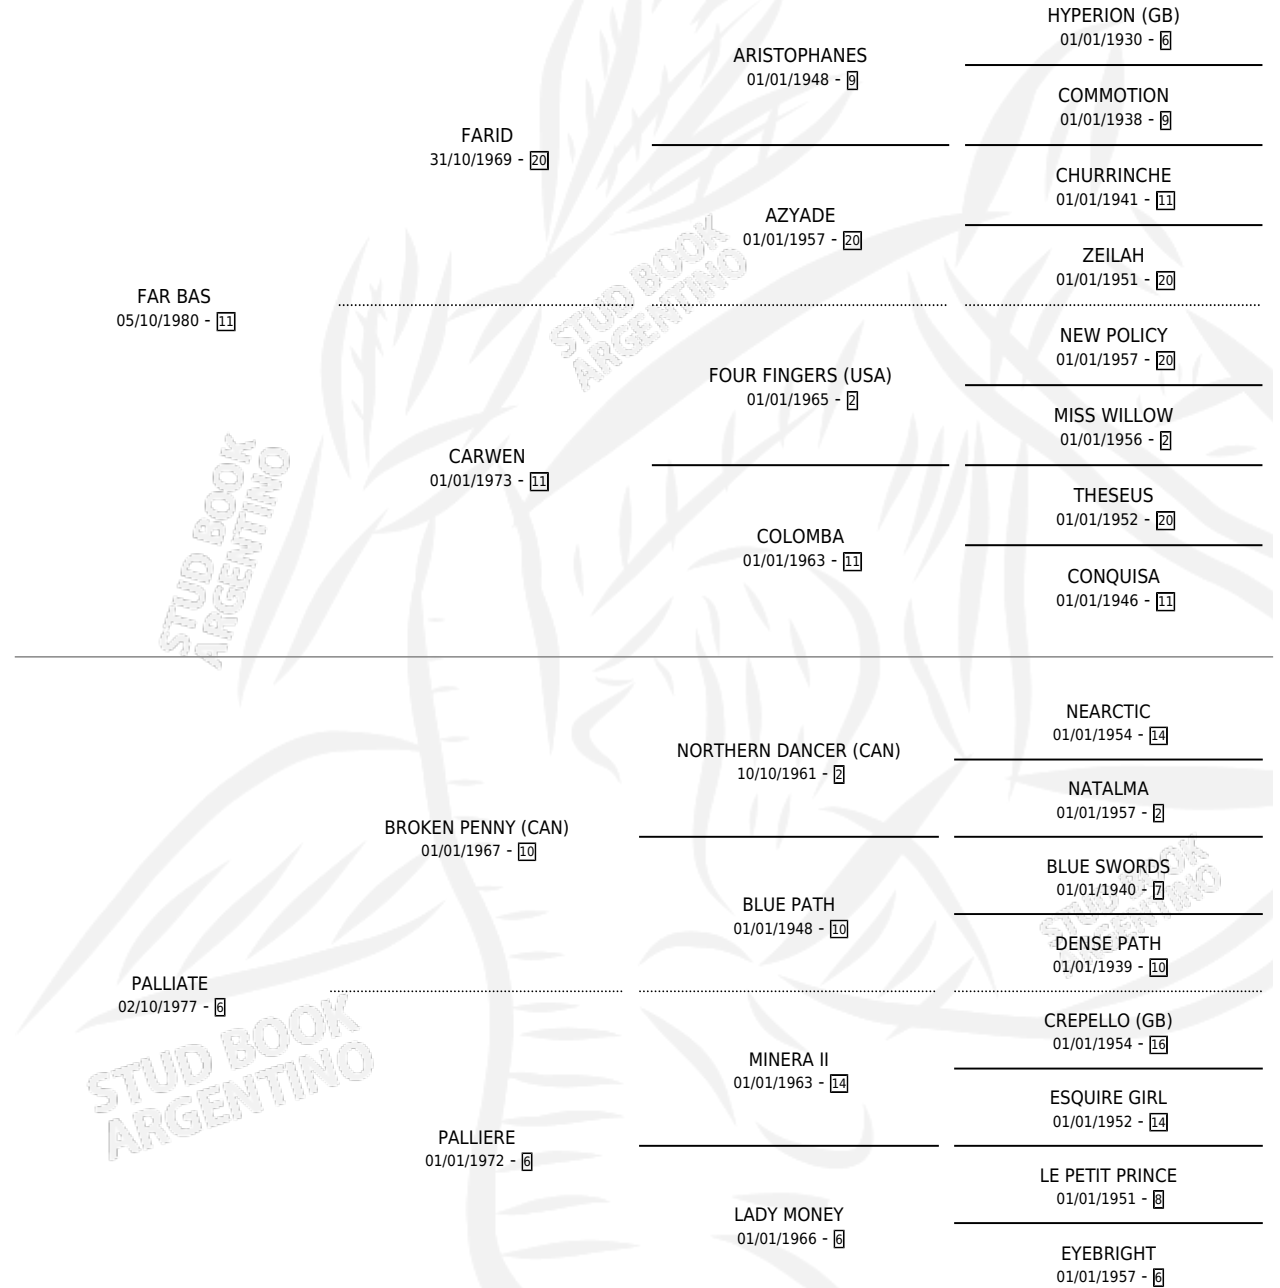 HYPERION (GB)
01/01/1930 - 6
ARISTOPHANES
01/01/1948 - 9
COMMOTION
01/01/1938 - 9
FARID
31/10/1969 - 20
CHURRINCHE
01/01/1941 - 11
AZYADE
01/01/1957 - 20
ZEILAH
01/01/1951 - 20
FAR BAS
05/10/1980 - 11
NEW POLICY
01/01/1957 - 20
FOUR FINGERS (USA)
01/01/1965 - 2
MISS WILLOW
01/01/1956 - 2
CARWEN
01/01/1973 - 11
THESEUS
01/01/1952 - 20
COLOMBA
01/01/1963 - 11
CONQUISA
01/01/1946 - 11
STUD BOOK
ARGENTINO
STUD BOOK
ARGENTINO
NEARCTIC
01/01/1954 - 14
NORTHERN DANCER (CAN)
10/10/1961 - 2
NATALMA
01/01/1957 - 2
BROKEN PENNY (CAN)
01/01/1967 - 10
BLUE SWORDS
01/01/1940 - 7
BLUE PATH
01/01/1948 - 10
DENSE PATH
01/01/1939 - 10
PALLIATE
02/10/1977 - 6
CREPELLO (GB)
01/01/1954 - 16
MINERA II
01/01/1963 - 14
ESQUIRE GIRL
01/01/1952 - 14
PALLIERE
01/01/1972 - 6
LE PETIT PRINCE
01/01/1951 - 8
LADY MONEY
01/01/1966 - 6
EYEBRIGHT
01/01/1957 - 6
STUD BOOK
ARGENTINO
STUD BOOK
ARGENTINO